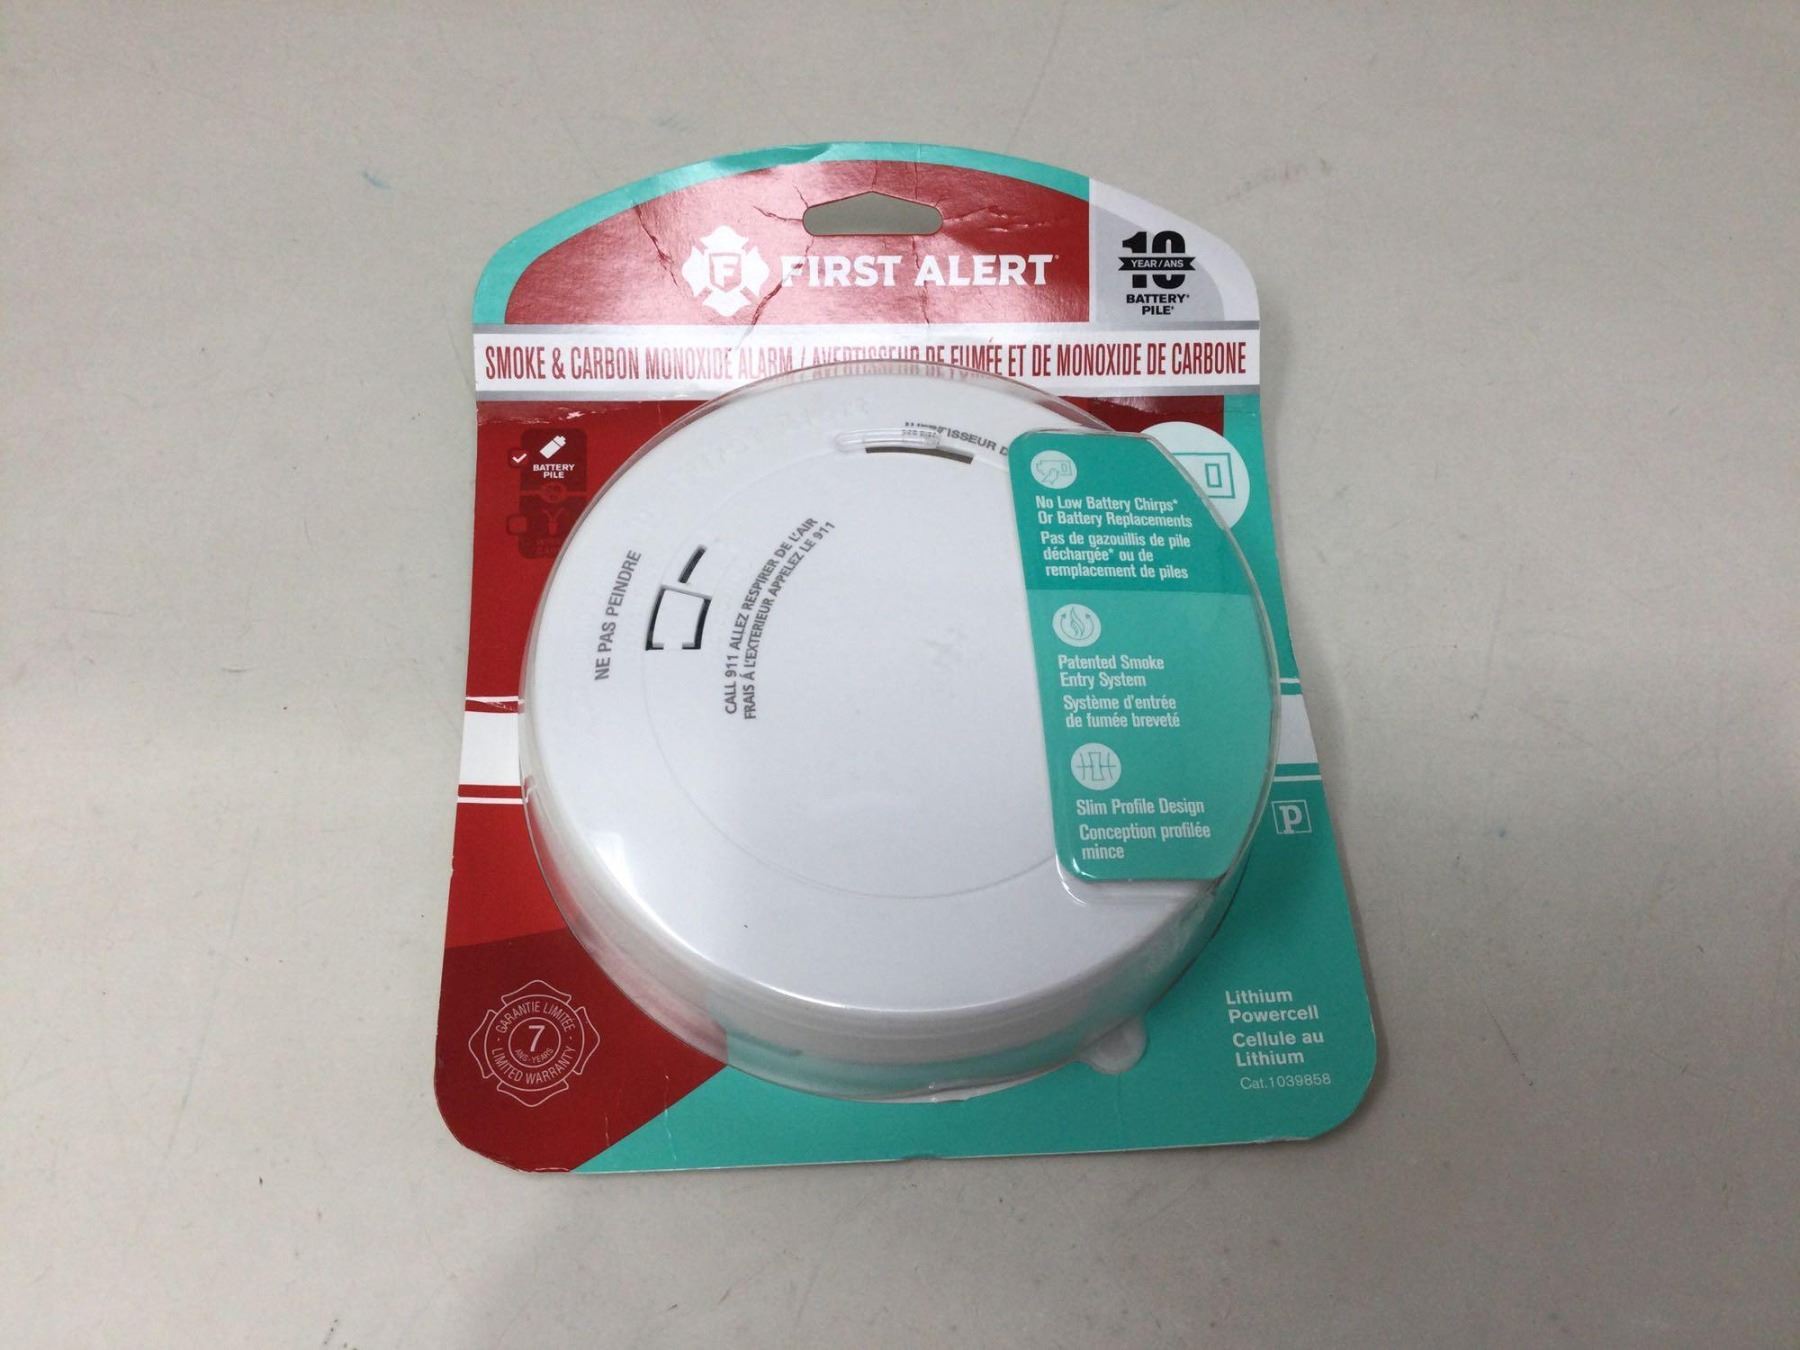 FIRST ALERT
10
YEAR/ANS
BATTERY†
PILE†
SMOKE & CARBON MONOXIDE ALARM / AVERTISSEUR DE FUMÉE ET DE MONOXIDE DE CARBONE
BATTERY
PILE
NE PAS PEINDRE
CALL 911 ALLEZ RESPIRER DE L'AIR
FRAIS À L'EXTERIEUR APPELEZ LE 911
No Low Battery Chirps*
Or Battery Replacements
Pas de gazouillis de pile
déchargée* ou de
remplacement de piles
Patented Smoke
Entry System
Système d'entrée
de fumée breveté
Slim Profile Design
Conception profilée
mince
P
GARANTIE LIMITÉE
7
ANS-YEARS
LIMITED WARRANTY
Lithium
Powercell
Cellule au
Lithium
Cat.1039858